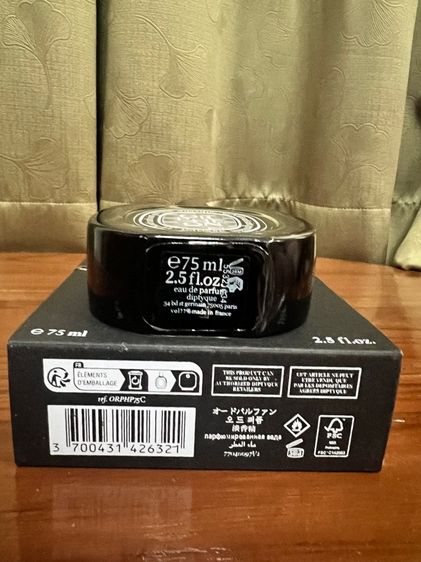 ℮75 ml
2.5 fl.oz
eau de parfum
diptyque
34 bd st germain 75005 paris
made in france
℮ 75 ml
2.5 fl.oz.
FR
ÉLÉMENTS
D'EMBALLAGE
THIS PRODUCT CAN
BE SOLD ONLY BY
AUTHORIZED DIPTYQUE
RETAILERS
CET ARTICLE NE PEUT
ÊTRE VENDU QUE
PAR LES DÉPOSITAIRES
AGRÉÉS DIPTYQUE
réf. ORPHP75C
3 700431 426321
オードパルファン
오 드 퍼퓸
淡香精
парфюмированная вода
ماء العطر
FSC